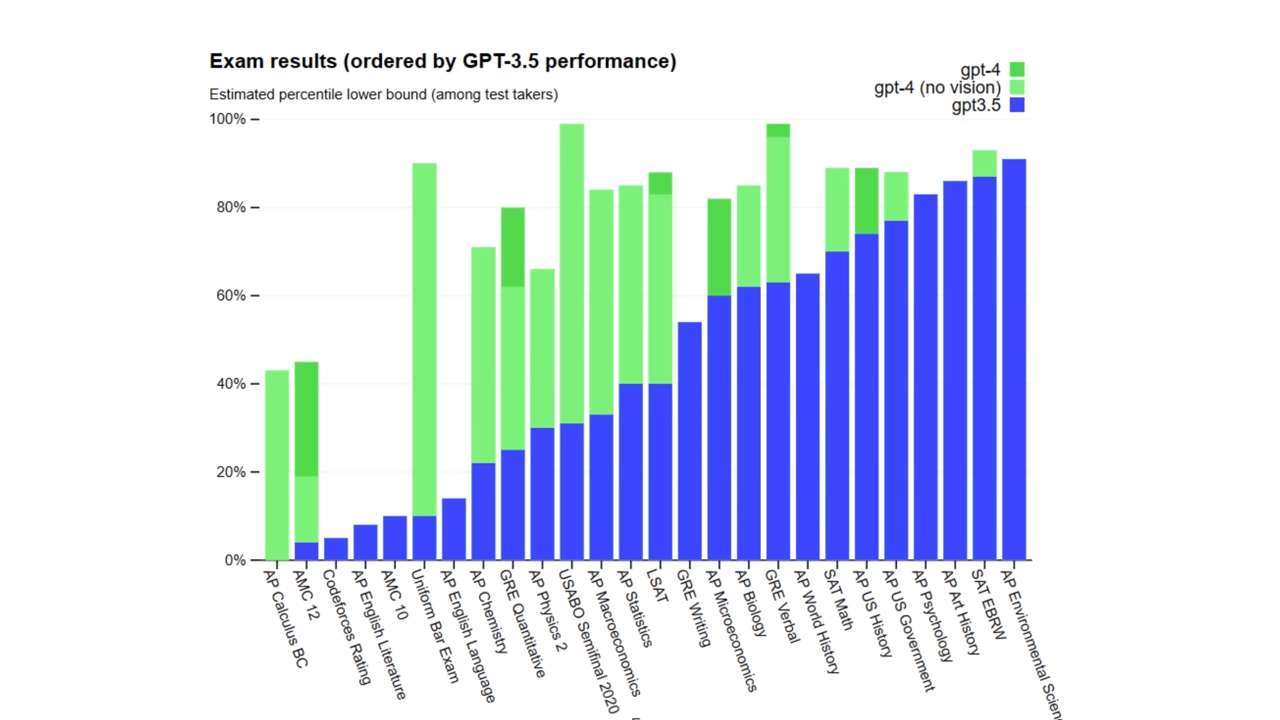 Exam results (ordered by GPT-3.5 performance)
Estimated percentile lower bound (among test takers)
gpt-4
gpt-4 (no vision)
gpt3.5
100%
80%
60%
40%
20%
0%
AP Calculus BC
AMC 12
Codeforces Rating
AP English Literature
AMC 10
Uniform Bar Exam
AP English Language
AP Chemistry
GRE Quantitative
AP Physics 2
USABO Semifinal 2020
AP Macroeconomics
AP Statistics
LSAT
GRE Writing
AP Microeconomics
AP Biology
GRE Verbal
AP World History
SAT Math
AP US History
AP US Government
AP Psychology
AP Art History
SAT EBRW
AP Environmental Scien